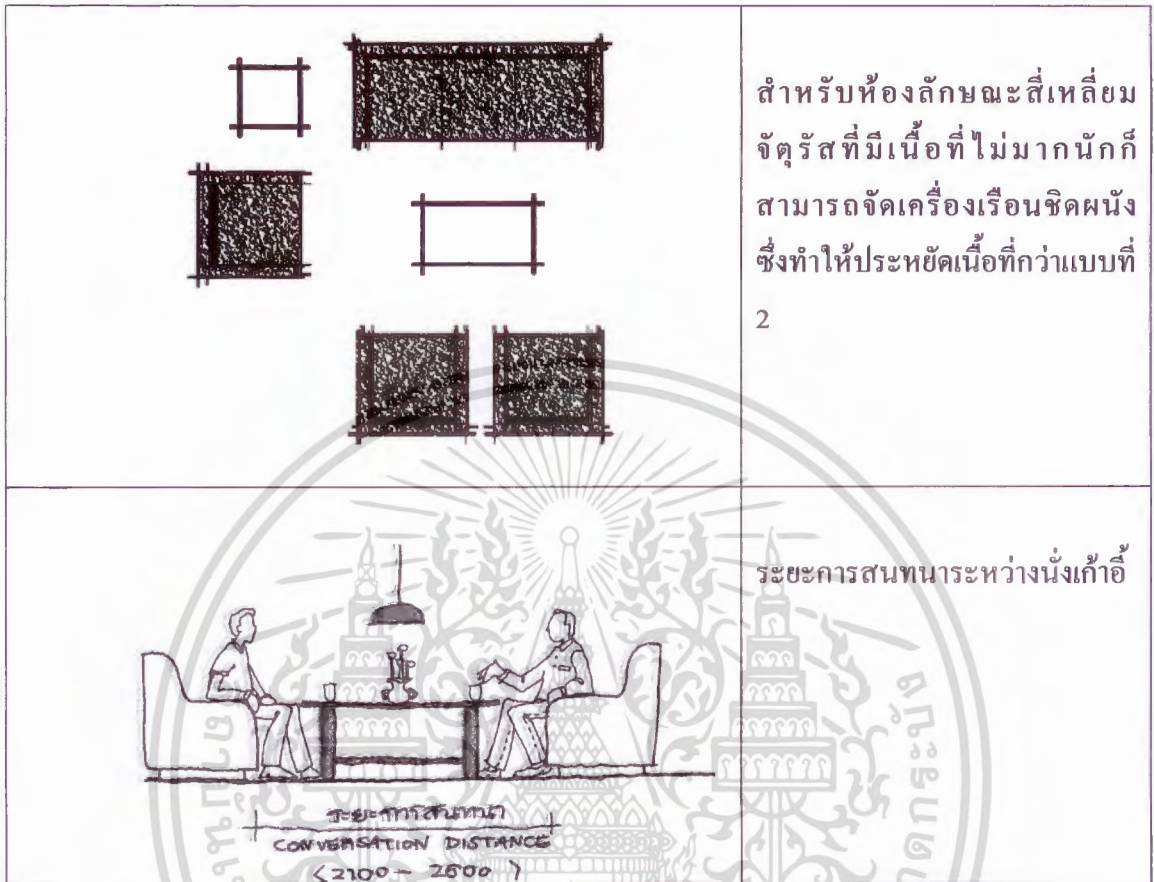 สำหรับห้องลักษณะสี่เหลี่ยม
จัตุรัสที่มีเนื้อที่ไม่มากนักก็
สามารถจัดเครื่องเรือนชิดผนัง
ซึ่งทำให้ประหยัดเนื้อที่กว่าแบบที่
2
ระยะการสนทนาระหว่างนั่งเก้าอี้
ระยะการสนทนา
CONVERSATION DISTANCE